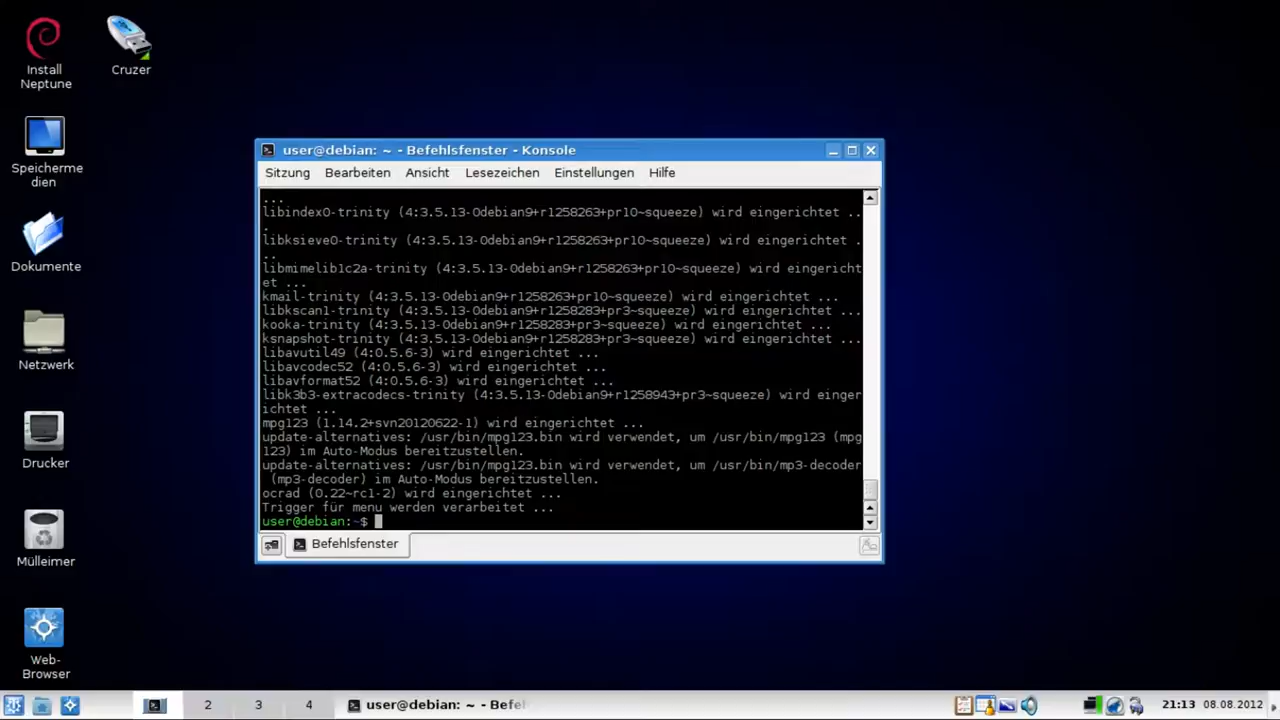 Install
Neptune
Cruzer
Speicherme
dien
Dokumente
Netzwerk
Drucker
Mülleimer
Web-
Browser
user@debian: ~ - Befehlsfenster - Konsole
Sitzung Bearbeiten Ansicht Lesezeichen Einstellungen Hilfe
...
libindex0-trinity (4:3.5.13-0debian9+r1258263+pr10~squeeze) wird eingerichtet ..
.
libksieve0-trinity (4:3.5.13-0debian9+r1258263+pr10~squeeze) wird eingerichtet .
..
libmimelib1c2a-trinity (4:3.5.13-0debian9+r1258263+pr10~squeeze) wird eingericht
et ...
kmail-trinity (4:3.5.13-0debian9+r1258263+pr10~squeeze) wird eingerichtet ...
libkscan1-trinity (4:3.5.13-0debian9+r1258283+pr3~squeeze) wird eingerichtet ...
kooka-trinity (4:3.5.13-0debian9+r1258283+pr3~squeeze) wird eingerichtet ...
ksnapshot-trinity (4:3.5.13-0debian9+r1258283+pr3~squeeze) wird eingerichtet ...
libavutil49 (4:0.5.6-3) wird eingerichtet ...
libavcodec52 (4:0.5.6-3) wird eingerichtet ...
libavformat52 (4:0.5.6-3) wird eingerichtet ...
libk3b3-extracodecs-trinity (4:3.5.13-0debian9+r1258943+pr3~squeeze) wird einger
ichtet ...
mpg123 (1.14.2+svn20120622-1) wird eingerichtet ...
update-alternatives: /usr/bin/mpg123.bin wird verwendet, um /usr/bin/mpg123 (mpg
123) im Auto-Modus bereitzustellen.
update-alternatives: /usr/bin/mpg123.bin wird verwendet, um /usr/bin/mp3-decoder
(mp3-decoder) im Auto-Modus bereitzustellen.
ocrad (0.22~rc1-2) wird eingerichtet ...
Trigger für menu werden verarbeitet ...
user@debian:~$
Befehlsfenster
2 3 4 user@debian: ~ - Befe 21:13 08.08.2012